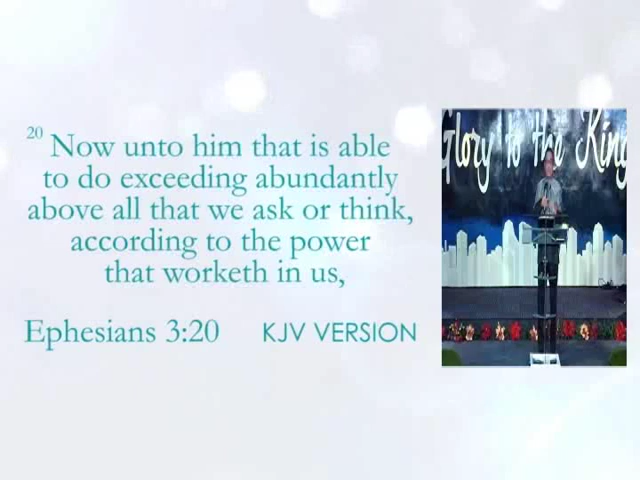 20 Now unto him that is able
to do exceeding abundantly
above all that we ask or think,
according to the power
that worketh in us,
Ephesians 3:20 KJV VERSION
Glory to the King